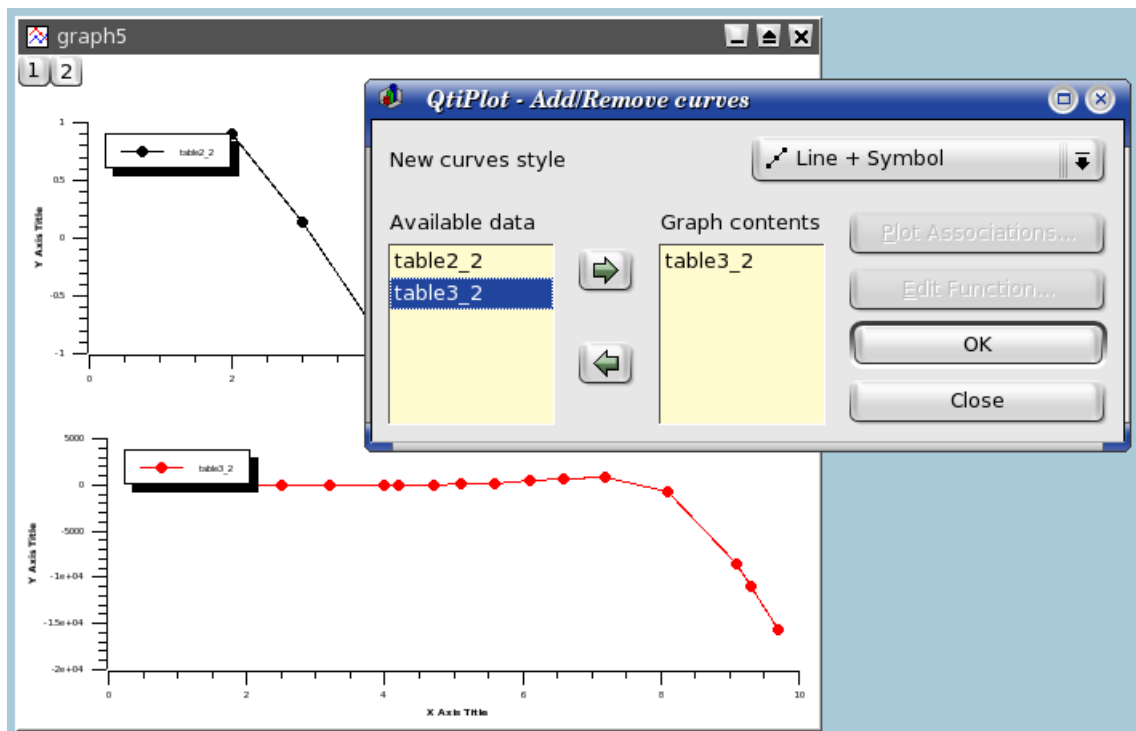 graph5
1 2
QtiPlot - Add/Remove curves
New curves style
Line + Symbol
Available data
Graph contents
table2_2
table3_2
table3_2
Plot Associations...
Edit Function...
OK
Close
table2_2
1
0.5
0
-0.5
-1
Y Axis Title
0 2
table3_2
5000
0
-5000
-1e+04
-1.5e+04
-2e+04
Y Axis Title
0 2 4 6 8 10
X Axis Title